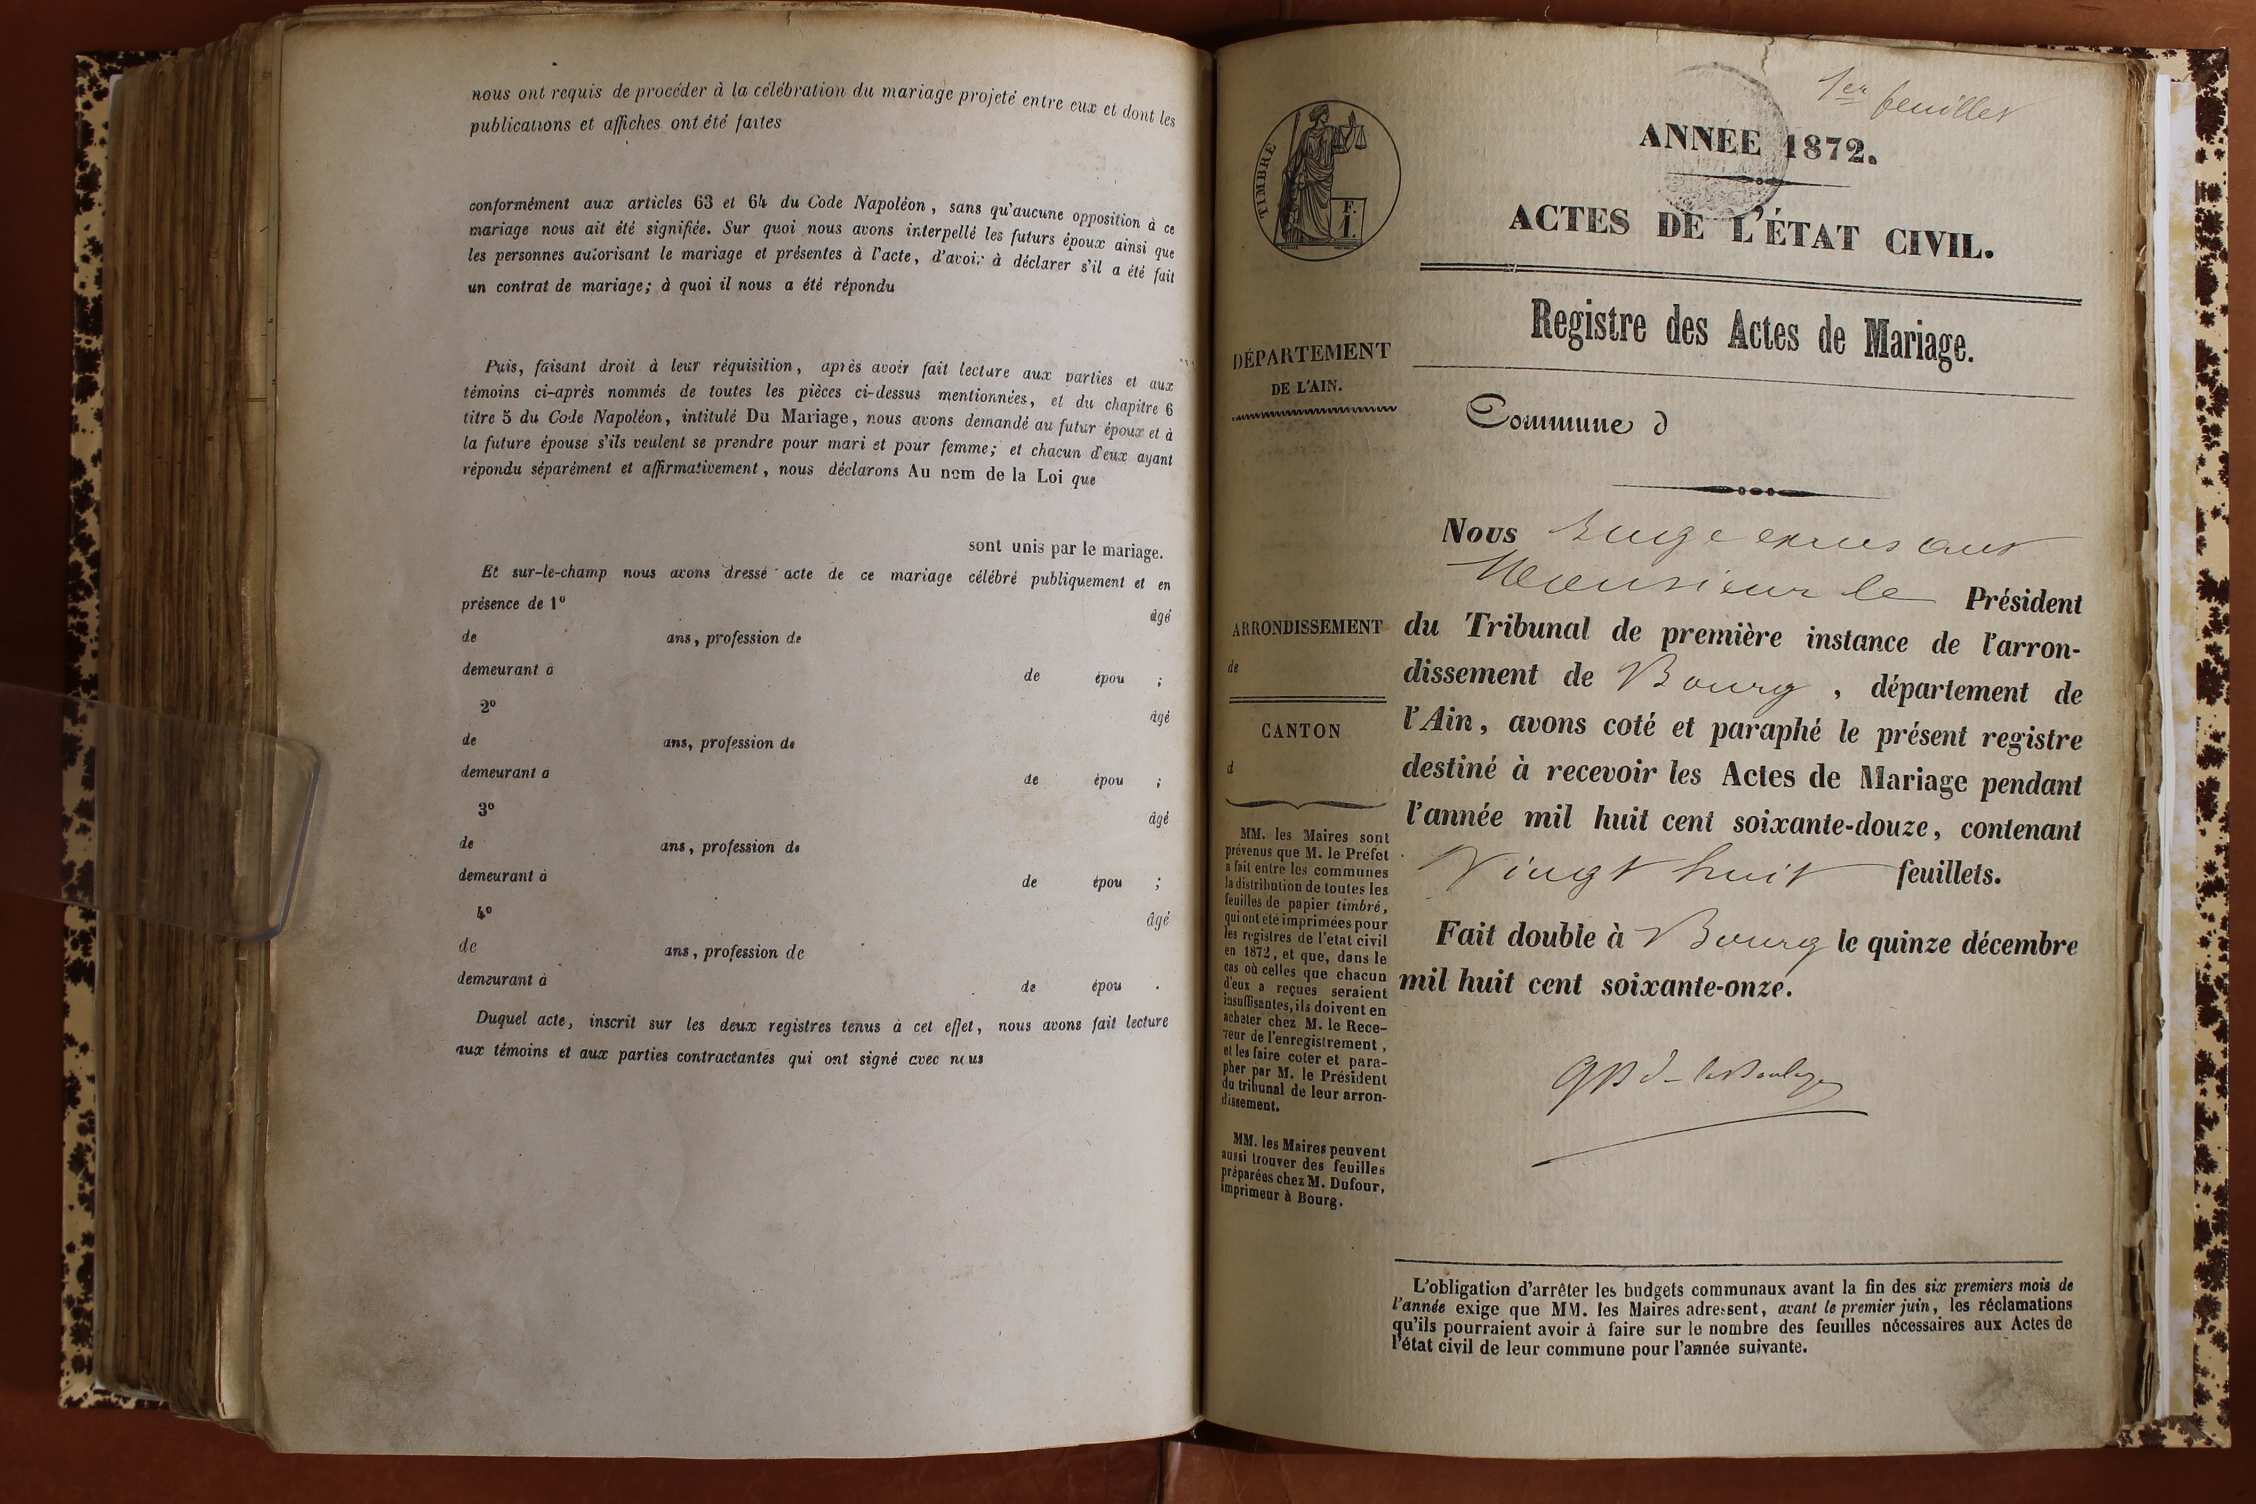 nous ont requis de procéder à la célébration du mariage projeté entre eux et dont les
publications et affiches ont été faites
conformément aux articles 63 et 64 du Code Napoléon, sans qu'aucune opposition à ce
mariage nous ait été signifiée. Sur quoi nous avons interpellé les futurs époux ainsi que
les personnes autorisant le mariage et présentes à l'acte, d'avoir à déclarer s'il a été fait
un contrat de mariage; à quoi il nous a été répondu
Puis, faisant droit à leur réquisition, après avoir fait lecture aux parties et aux
témoins ci-après nommés de toutes les pièces ci-dessus mentionnées, et du chapitre 6
titre 5 du Code Napoléon, intitulé Du Mariage, nous avons demandé au futur époux et à
la future épouse s'ils veulent se prendre pour mari et pour femme; et chacun d'eux ayant
répondu séparément et affirmativement, nous déclarons Au nom de la Loi que
sont unis par le mariage.
Et sur-le-champ nous avons dressé acte de ce mariage célébré publiquement et en
présence de 1º âgé
de ans, profession de
demeurant à de épou ;
2º âgé
de ans, profession de
demeurant à de épou ;
3º âgé
de ans, profession de
demeurant à de épou ;
4º âgé
de ans, profession de
demeurant à de épou .
Duquel acte, inscrit sur les deux registres tenus à cet effet, nous avons fait lecture
aux témoins et aux parties contractantes qui ont signé avec nous
1er feuillet
TIMBRE
F.
I.
ANNÉE 1872.
ACTES DE L'ÉTAT CIVIL.
Registre des Actes de Mariage.
DÉPARTEMENT
DE L'AIN.
Commune d
ARRONDISSEMENT
de
CANTON
d
MM. les Maires sont
prévenus que M. le Préfet
a fait entre les communes
la distribution de toutes les
feuilles de papier timbré,
qui ont été imprimées pour
les registres de l'état civil
en 1872, et que, dans le
cas où celles que chacun
d'eux a reçues seraient
insuffisantes, ils doivent en
acheter chez M. le Rece-
veur de l'enregistrement,
et les faire coter et para-
pher par M. le Président
du tribunal de leur arron-
dissement.
MM. les Maires peuvent
aussi trouver des feuilles
préparées chez M. Dufour,
imprimeur à Bourg.
Nous Juge
Monsieur le Président
du Tribunal de première instance de l'arron-
dissement de Bourg, département de
l'Ain, avons coté et paraphé le présent registre
destiné à recevoir les Actes de Mariage pendant
l'année mil huit cent soixante-douze, contenant
Vingt huit feuillets.
Fait double à Bourg le quinze décembre
mil huit cent soixante-onze.
L'obligation d'arrêter les budgets communaux avant la fin des six premiers mois de
l'année exige que MM. les Maires adressent, avant le premier juin, les réclamations
qu'ils pourraient avoir à faire sur le nombre des feuilles nécessaires aux Actes de
l'état civil de leur commune pour l'année suivante.